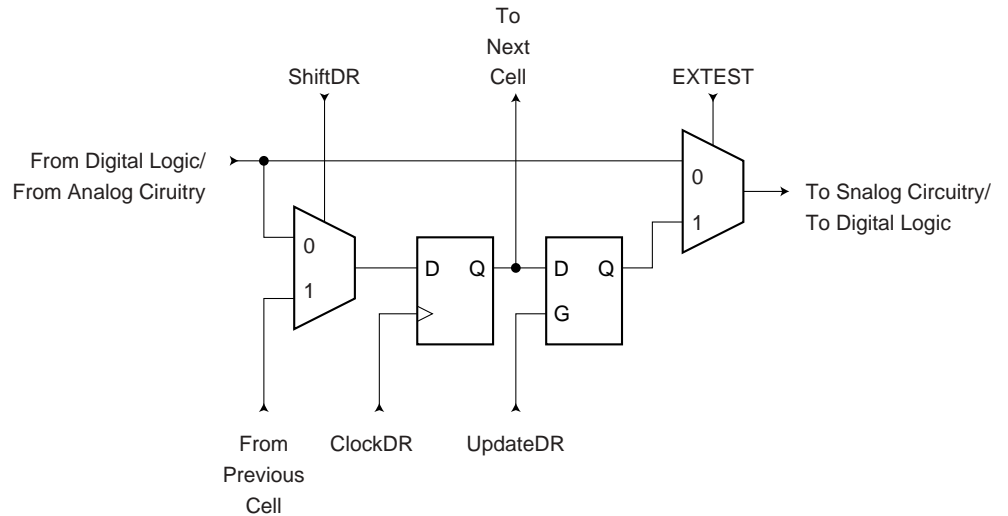 To
Next
Cell
ShiftDR
EXTEST
From Digital Logic/
From Analog Ciruitry
0
1
0
1
To Snalog Circuitry/
To Digital Logic
D Q
D Q
G
From
Previous
Cell
ClockDR
UpdateDR